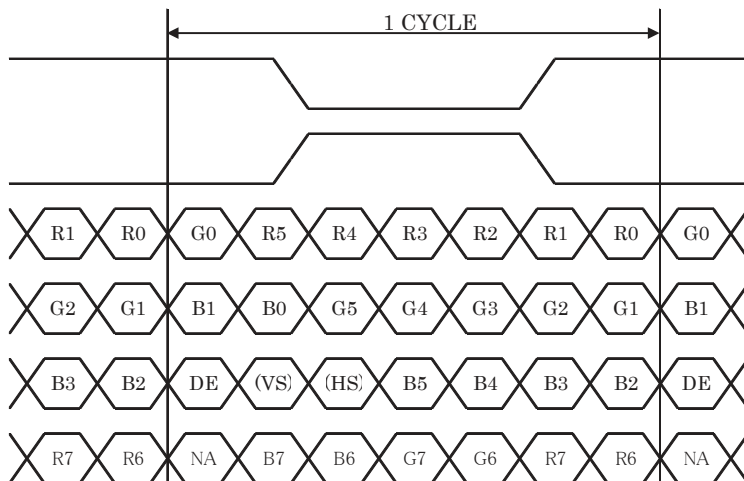 1 CYCLE
R1 R0 G0 R5 R4 R3 R2 R1 R0 G0
G2 G1 B1 B0 G5 G4 G3 G2 G1 B1
B3 B2 DE (VS) (HS) B5 B4 B3 B2 DE
R7 R6 NA B7 B6 G7 G6 R7 R6 NA